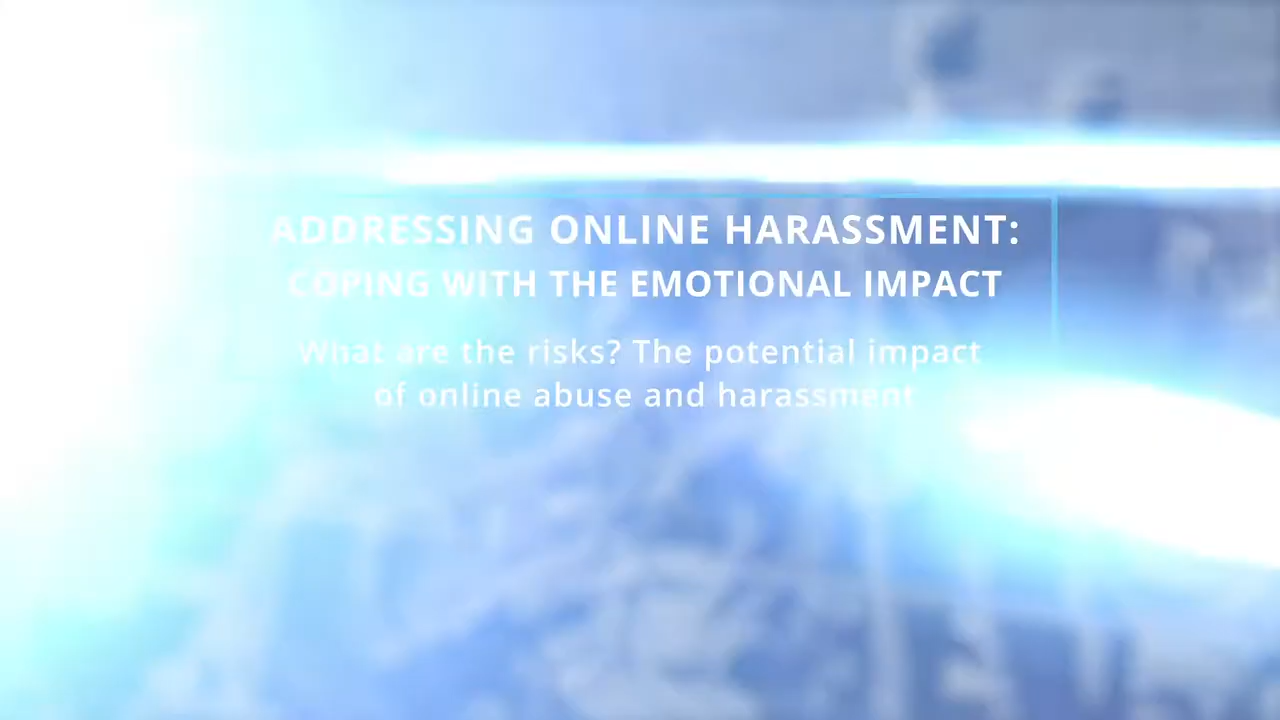 ADDRESSING ONLINE HARASSMENT:
COPING WITH THE EMOTIONAL IMPACT
What are the risks? The potential impact
of online abuse and harassment